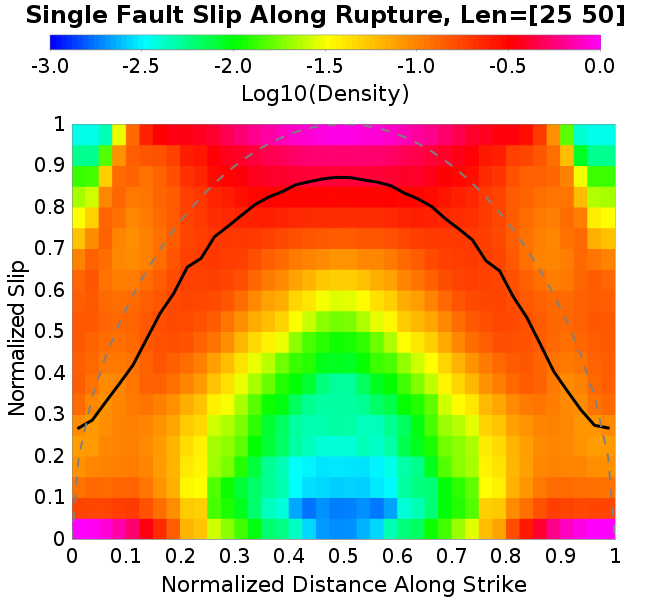 Single Fault Slip Along Rupture, Len=[25 50]
-3.0 -2.5 -2.0 -1.5 -1.0 -0.5 0.0
Log10(Density)
1
0.9
0.8
0.7
0.6
0.5
0.4
0.3
0.2
0.1
0
Normalized Slip
0 0.1 0.2 0.3 0.4 0.5 0.6 0.7 0.8 0.9 1
Normalized Distance Along Strike